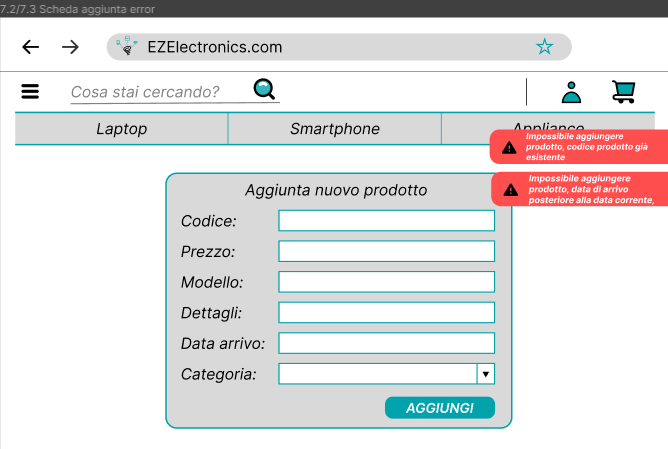 7.2/7.3 Scheda aggiunta error
EZElectronics.com
Cosa stai cercando?
Laptop
Smartphone
Appliance
Impossibile aggiungere
prodotto, codice prodotto già
esistente
Impossibile aggiungere
prodotto, data di arrivo
posteriore alla data corrente,
Aggiunta nuovo prodotto
Codice:
Prezzo:
Modello:
Dettagli:
Data arrivo:
Categoria:
AGGIUNGI